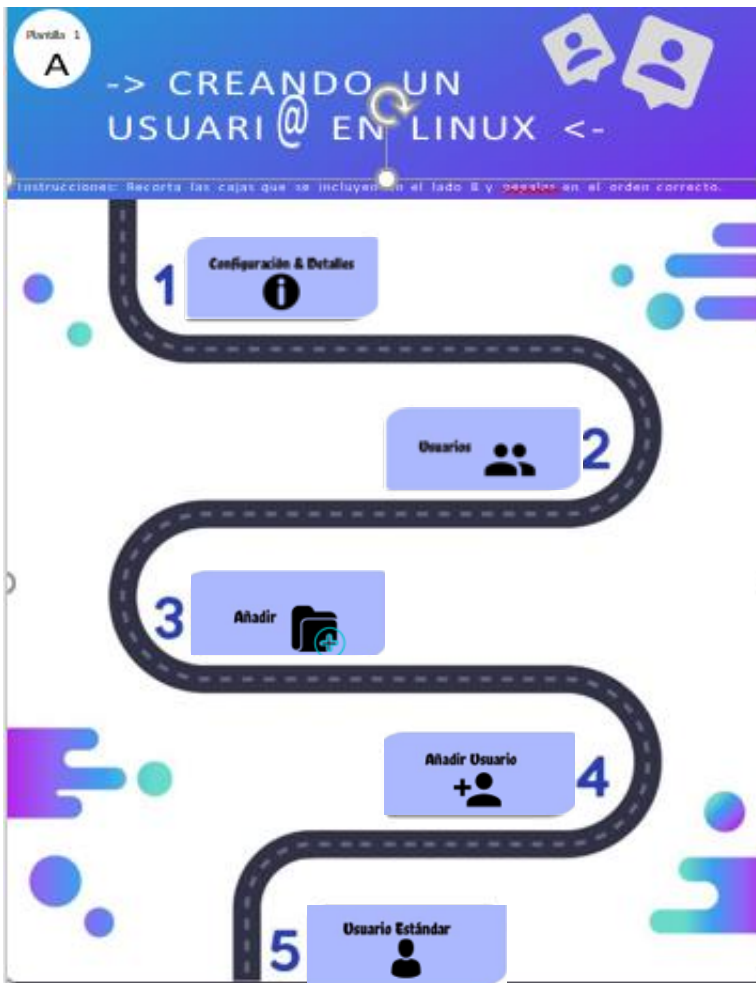 Plantilla 1
A
-> CREANDO UN
USUARI@ EN LINUX <-
Instrucciones: Recorta las cajas que se incluyen en el lado B y pegalas en el orden correcto.
1
Configuración & Detalles
Usuarios
2
3
Añadir
Añadir Usuario
4
5
Usuario Estándar